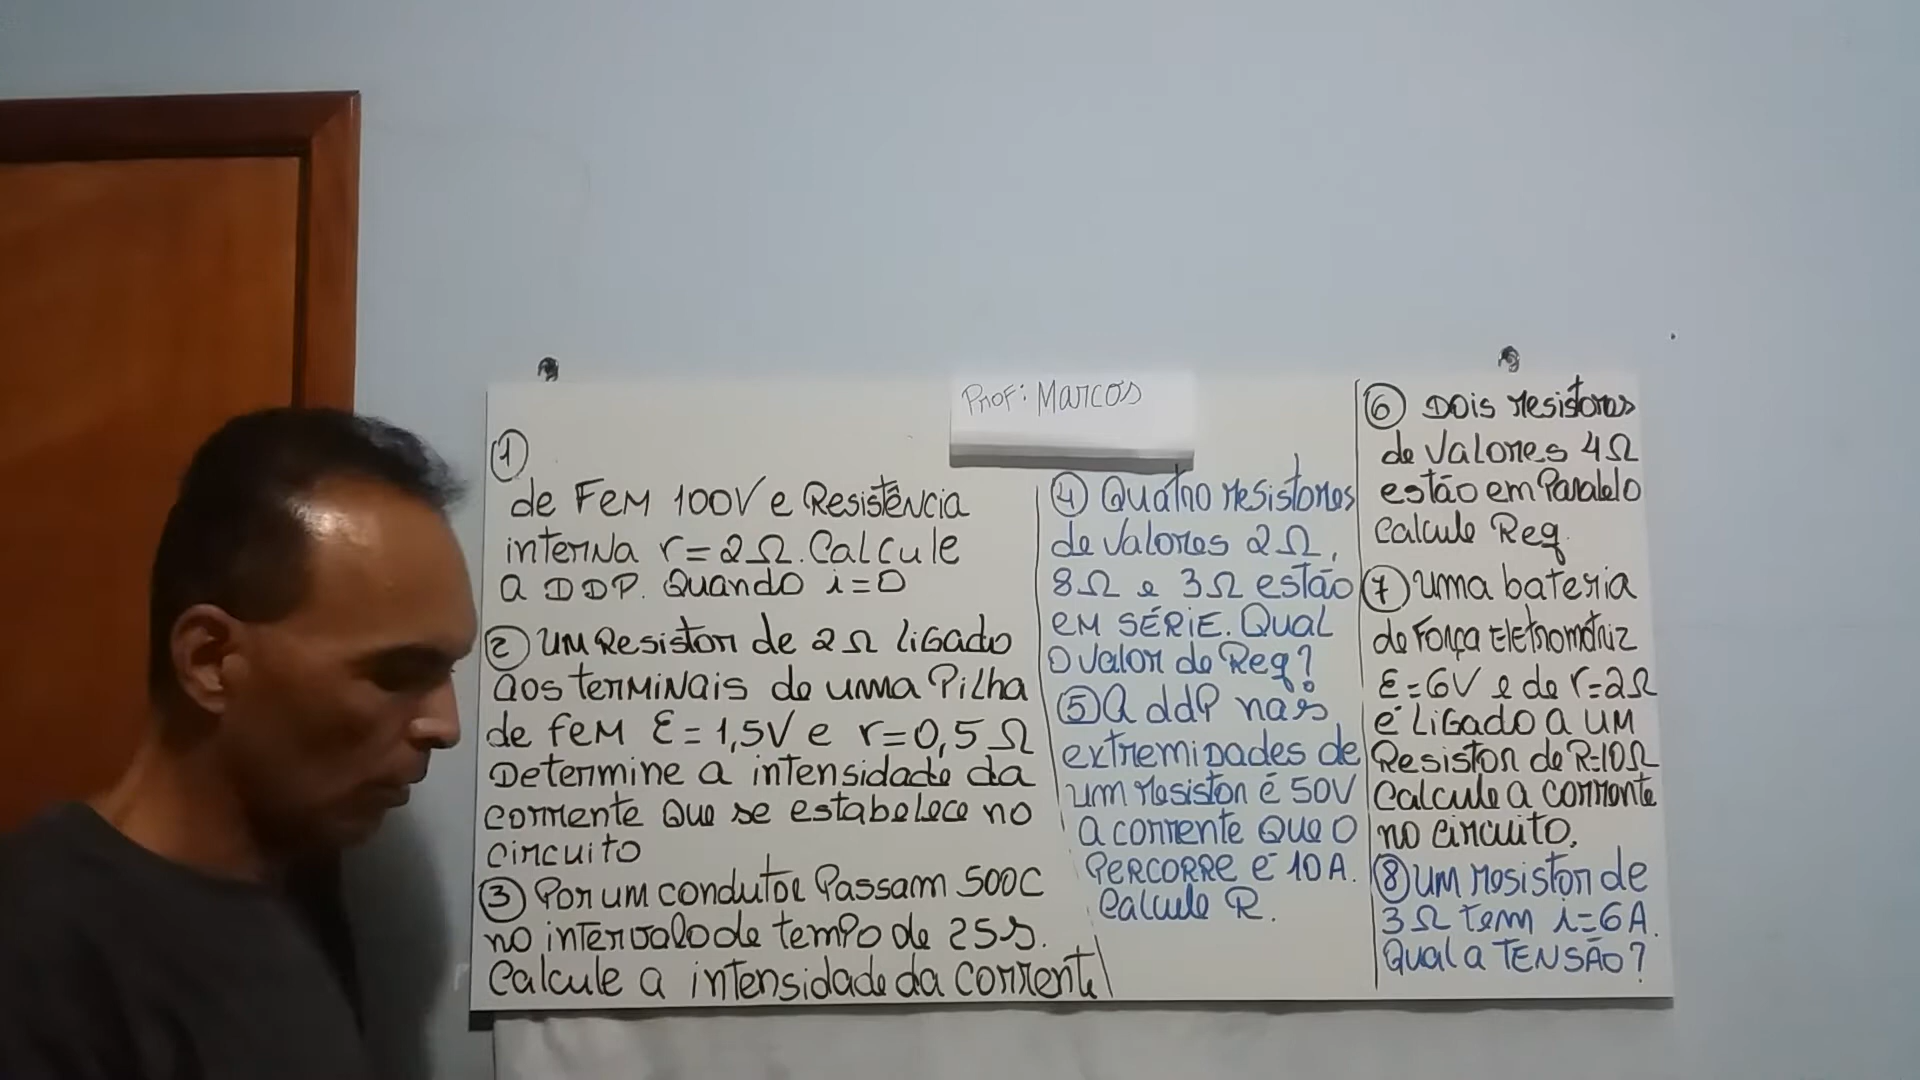 Prof: Marcos
1
de FEM 100V e Resistência
interna r=2Ω. Calcule
a DDP. Quando i=0
2 Um Resistor de 2Ω ligado
aos terminais de uma Pilha
de fem ε=1,5V e r=0,5Ω
Determine a intensidade da
corrente que se estabelece no
circuito
3 Por um condutor Passam 500C
no intervalo de tempo de 25s.
Calcule a intensidade da corrente
4 Quatro resistores
de valores 2Ω,
8Ω e 3Ω estão
em SÉRIE. Qual
o valor de Req?
5 A ddP nas
extremidades de
um resistor é 50V
a corrente que o
PERCORRE é 10A.
Calcule R.
6 Dois resistores
de valores 4Ω
estão em Paralelo
Calcule Req.
7 uma bateria
de Força Eletromotriz
ε=6V e de r=2Ω
é ligado a um
Resistor de R=10Ω
Calcule a corrente
no circuito.
8 um resistor de
3Ω tem i=6A.
Qual a TENSÃO?